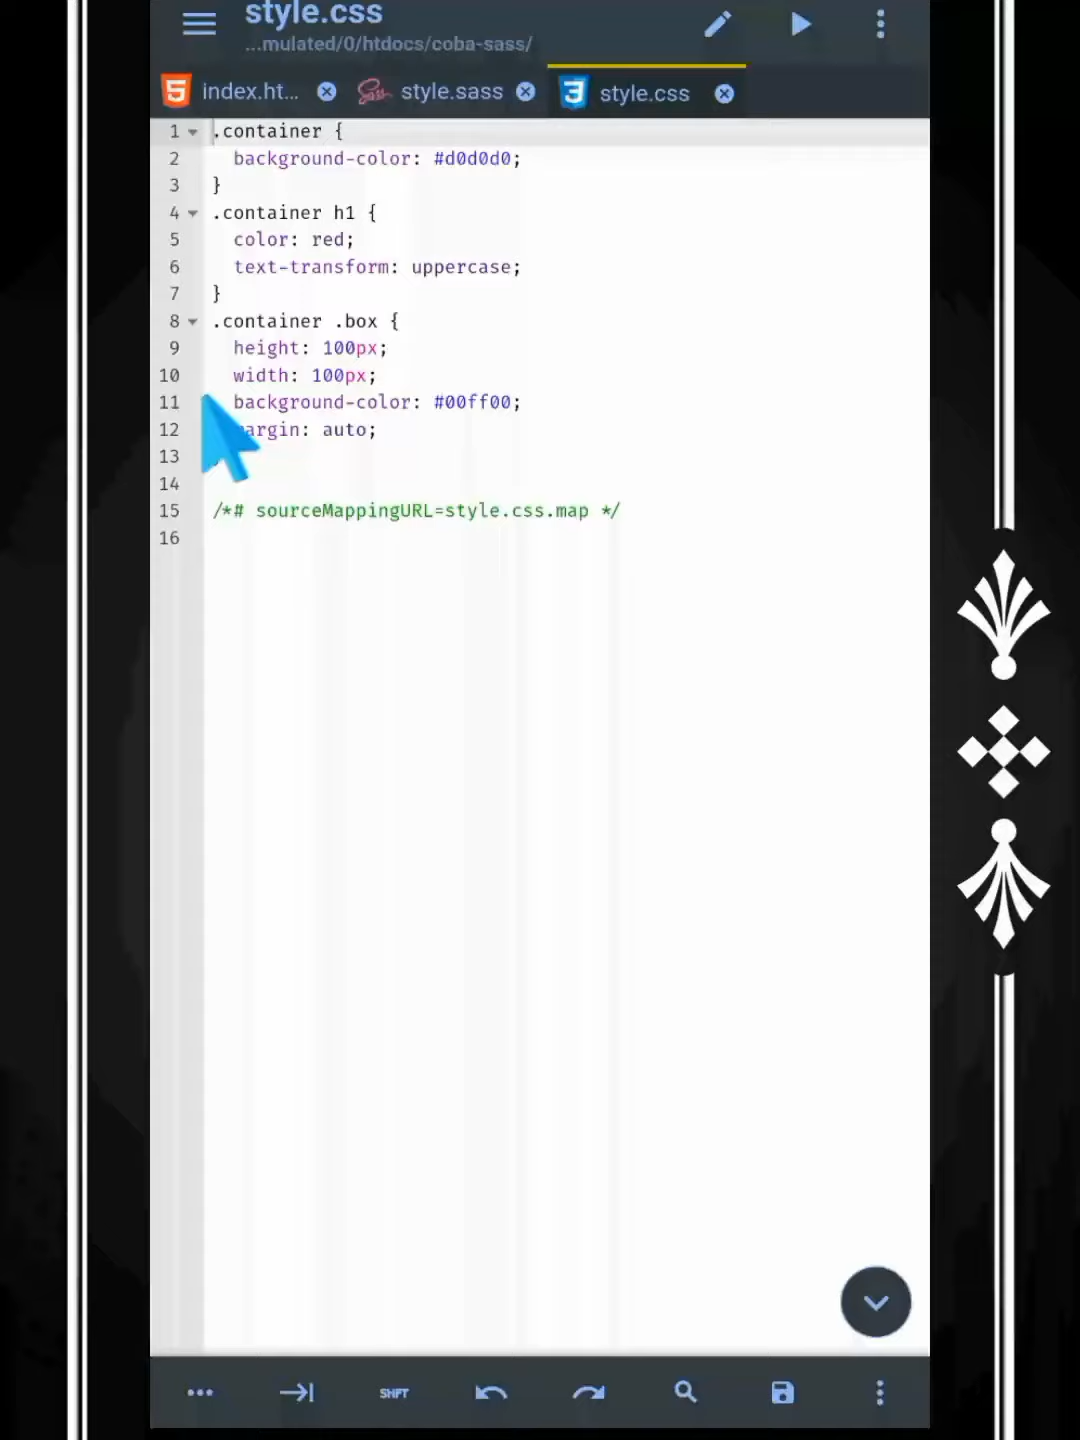 style.css
...mulated/0/htdocs/coba-sass/
index.ht...
style.sass
style.css
1 .container {
2 background-color: #d0d0d0;
3 }
4 .container h1 {
5 color: red;
6 text-transform: uppercase;
7 }
8 .container .box {
9 height: 100px;
10 width: 100px;
11 background-color: #00ff00;
12 argin: auto;
13
14
15 /*# sourceMappingURL=style.css.map */
16
SHFT